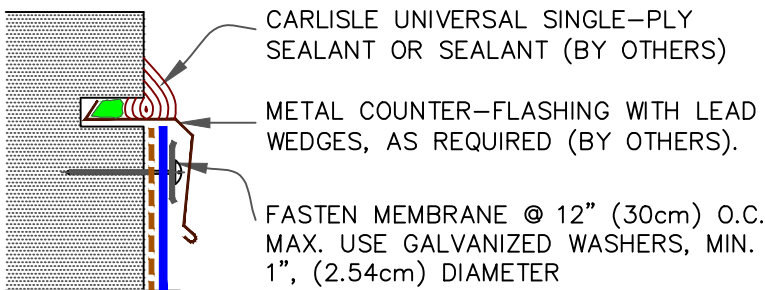 CARLISLE UNIVERSAL SINGLE-PLY
SEALANT OR SEALANT (BY OTHERS)
METAL COUNTER-FLASHING WITH LEAD
WEDGES, AS REQUIRED (BY OTHERS).
FASTEN MEMBRANE @ 12" (30cm) O.C.
MAX. USE GALVANIZED WASHERS, MIN.
1", (2.54cm) DIAMETER